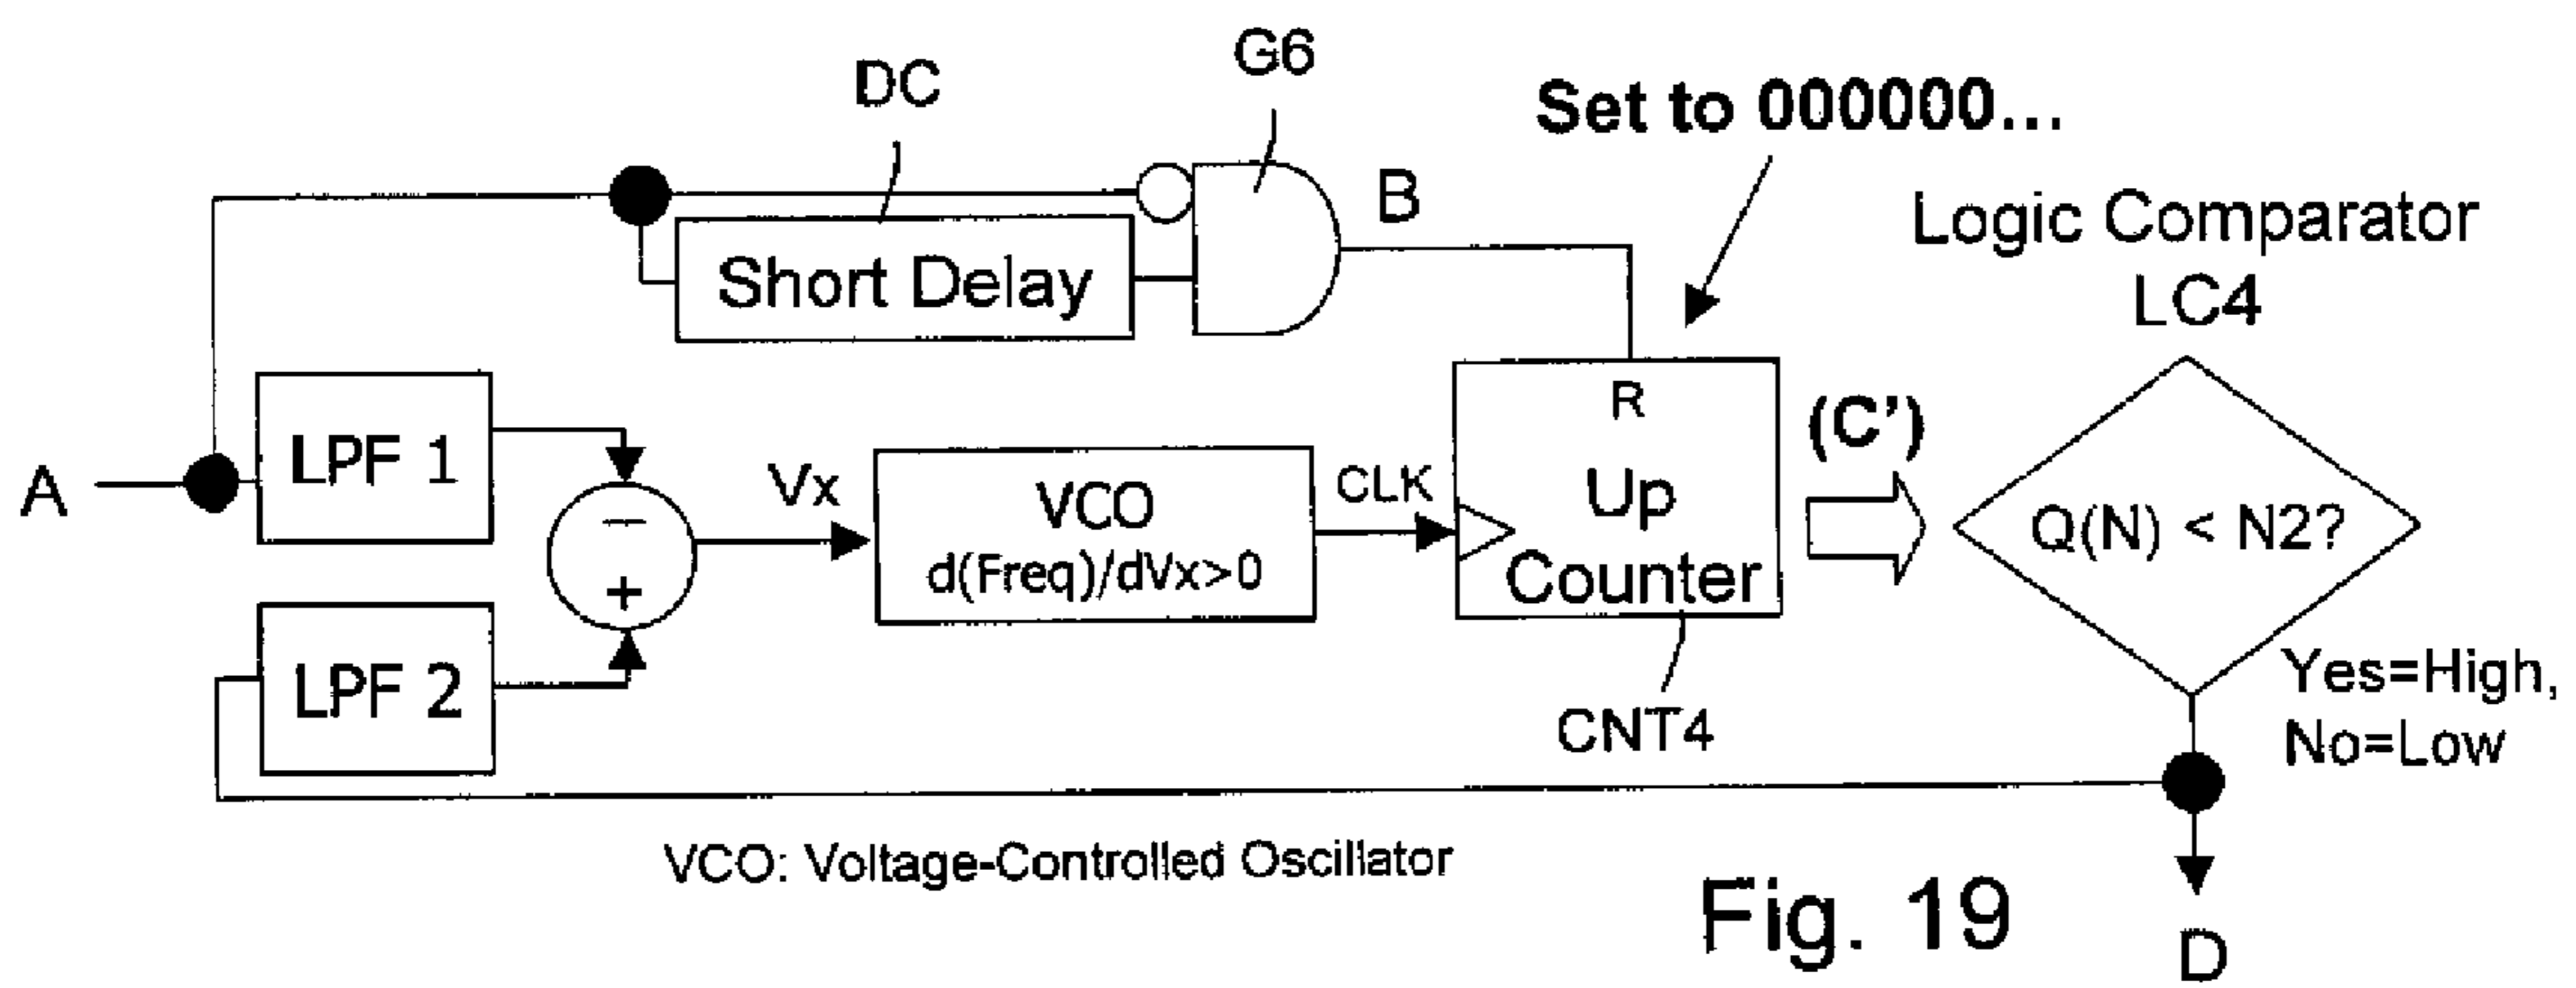 G6
DC
Set to 000000...
B
Logic Comparator
LC4
Short Delay
R
(C’)
LPF 1
A
Vx
VCO
d(Freq)/dVx>0
CLK
Up
Counter
Q(N) < N2?
−
+
LPF 2
Yes=High,
No=Low
CNT4
VCO: Voltage-Controlled Oscillator
Fig. 19
D